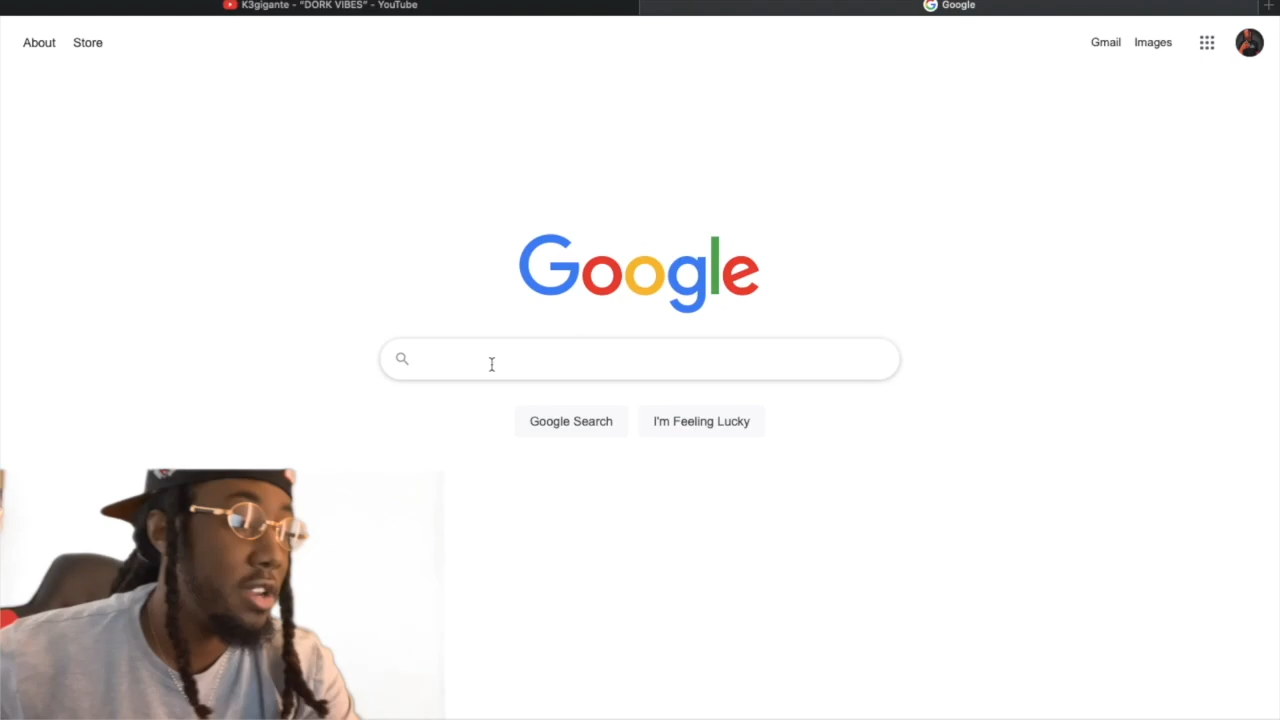 K3gigante - "DORK VIBES" - YouTube
Google
About
Store
Gmail
Images
Google
Google Search
I'm Feeling Lucky